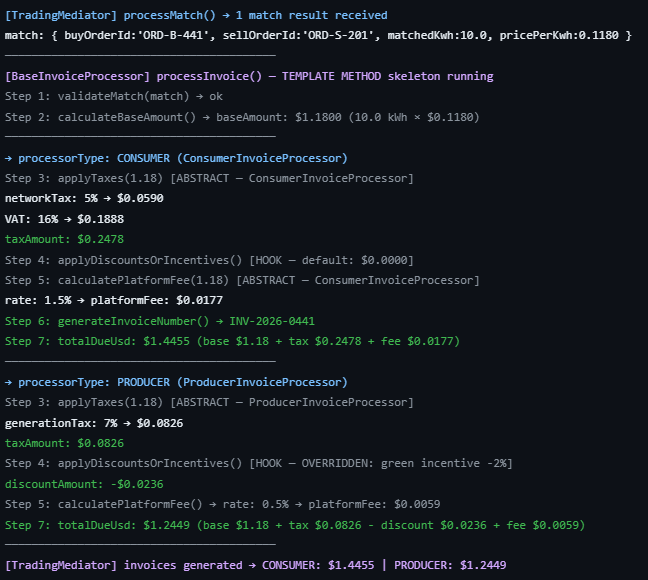 [TradingMediator] processMatch() → 1 match result received
match: { buyOrderId:'ORD-B-441', sellOrderId:'ORD-S-201', matchedKwh:10.0, pricePerKwh:0.1180 }
[BaseInvoiceProcessor] processInvoice() — TEMPLATE METHOD skeleton running
Step 1: validateMatch(match) → ok
Step 2: calculateBaseAmount() → baseAmount: $1.1800 (10.0 kWh × $0.1180)
→ processorType: CONSUMER (ConsumerInvoiceProcessor)
Step 3: applyTaxes(1.18) [ABSTRACT — ConsumerInvoiceProcessor]
networkTax: 5% → $0.0590
VAT: 16% → $0.1888
taxAmount: $0.2478
Step 4: applyDiscountsOrIncentives() [HOOK — default: $0.0000]
Step 5: calculatePlatformFee(1.18) [ABSTRACT — ConsumerInvoiceProcessor]
rate: 1.5% → platformFee: $0.0177
Step 6: generateInvoiceNumber() → INV-2026-0441
Step 7: totalDueUsd: $1.4455 (base $1.18 + tax $0.2478 + fee $0.0177)
→ processorType: PRODUCER (ProducerInvoiceProcessor)
Step 3: applyTaxes(1.18) [ABSTRACT — ProducerInvoiceProcessor]
generationTax: 7% → $0.0826
taxAmount: $0.0826
Step 4: applyDiscountsOrIncentives() [HOOK — OVERRIDDEN: green incentive -2%]
discountAmount: -$0.0236
Step 5: calculatePlatformFee() → rate: 0.5% → platformFee: $0.0059
Step 7: totalDueUsd: $1.2449 (base $1.18 + tax $0.0826 - discount $0.0236 + fee $0.0059)
[TradingMediator] invoices generated → CONSUMER: $1.4455 | PRODUCER: $1.2449